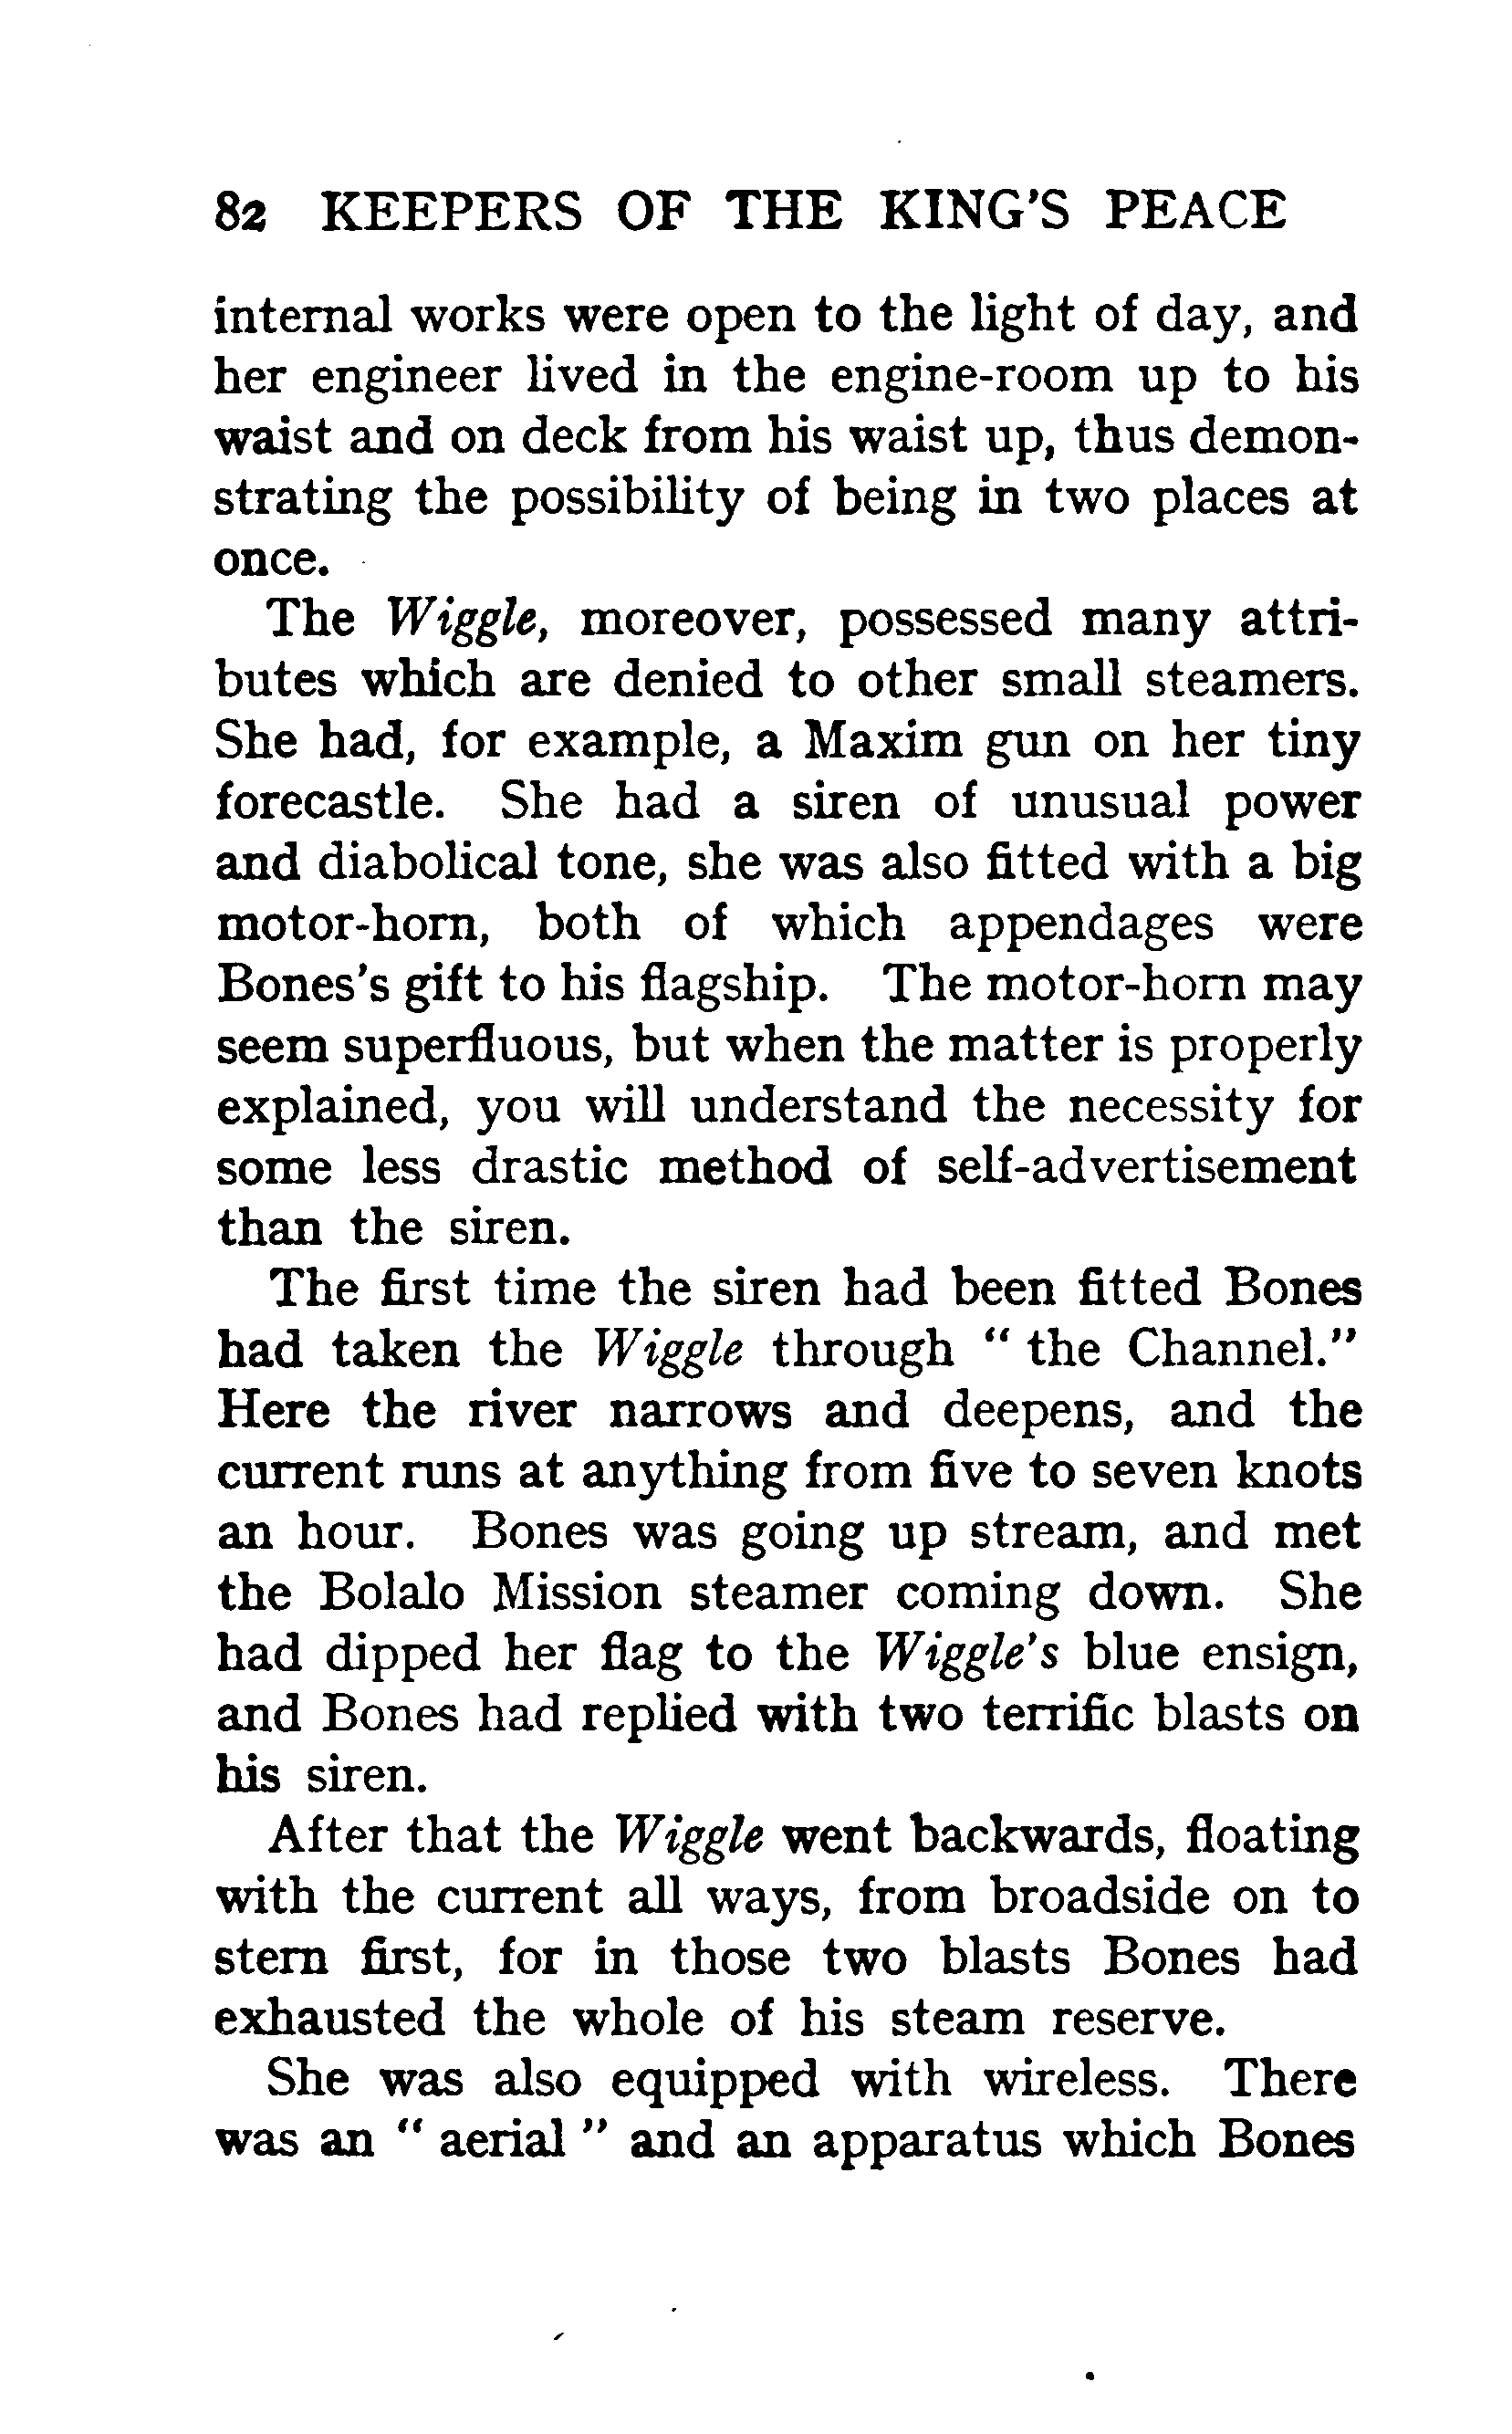 82 KEEPERS OF THE KING'S PEACE
internal works were open to the light of day, and
her engineer lived in the engine-room up to his
waist and on deck from his waist up, thus demon-
strating the possibility of being in two places at
once.
The Wiggle, moreover, possessed many attri-
butes which are denied to other small steamers.
She had, for example, a Maxim gun on her tiny
forecastle. She had a siren of unusual power
and diabolical tone, she was also fitted with a big
motor-horn, both of which appendages were
Bones's gift to his flagship. The motor-horn may
seem superfluous, but when the matter is properly
explained, you will understand the necessity for
some less drastic method of self-advertisement
than the siren.
The first time the siren had been fitted Bones
had taken the Wiggle through " the Channel."
Here the river narrows and deepens, and the
current runs at anything from five to seven knots
an hour. Bones was going up stream, and met
the Bolalo Mission steamer coming down. She
had dipped her flag to the Wiggle's blue ensign,
and Bones had replied with two terrific blasts on
his siren.
After that the Wiggle went backwards, floating
with the current all ways, from broadside on to
stern first, for in those two blasts Bones had
exhausted the whole of his steam reserve.
She was also equipped with wireless. There
was an " aerial " and an apparatus which Bones